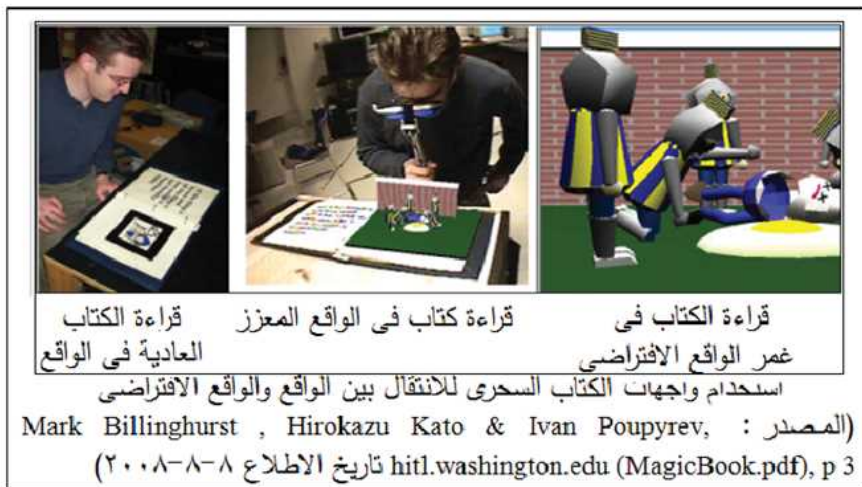 قراءة الكتاب فى
غمر الواقع الافتراضى
قراءة كتاب فى الواقع المعزز
قراءة الكتاب
العادية فى الواقع
استخدام واجهات الكتاب السحرى للانتقال بين الواقع والواقع الافتراضى
(المصدر : Mark Billinghurst , Hirokazu Kato & Ivan Poupyrev,
hitl.washington.edu (MagicBook.pdf), p 3 تاريخ الاطلاع ٨-٨-٢٠٠٨)